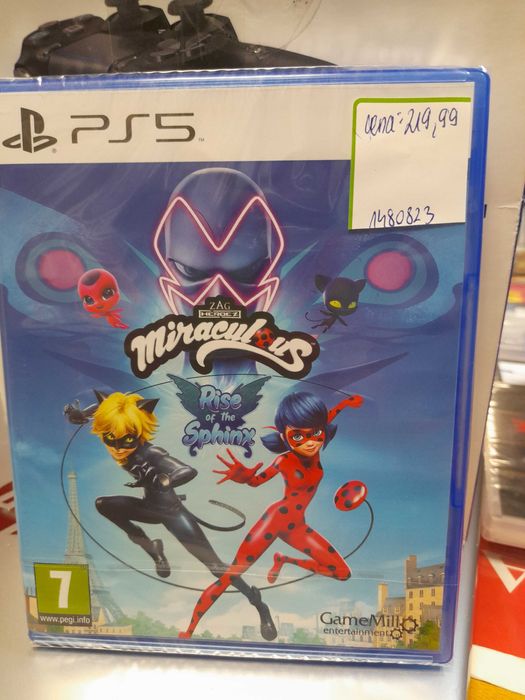 PS5
cena: 219,99
1480823
ZAG
HEROEZ
Miraculous
Rise
of the
Sphinx
7
www.pegi.info
GameMill
entertainment